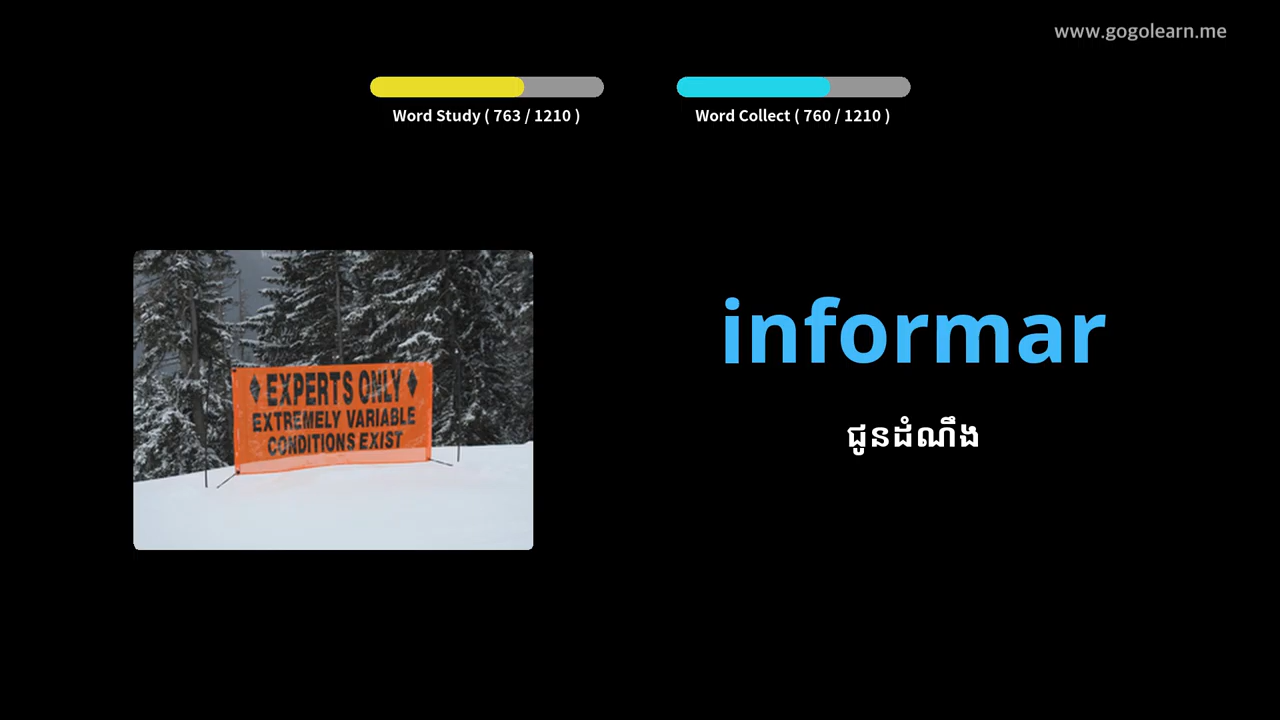 www.gogolearn.me
Word Study ( 763 / 1210 )
Word Collect ( 760 / 1210 )
EXPERTS ONLY
EXTREMELY VARIABLE
CONDITIONS EXIST
informar
ជូនដំណឹង